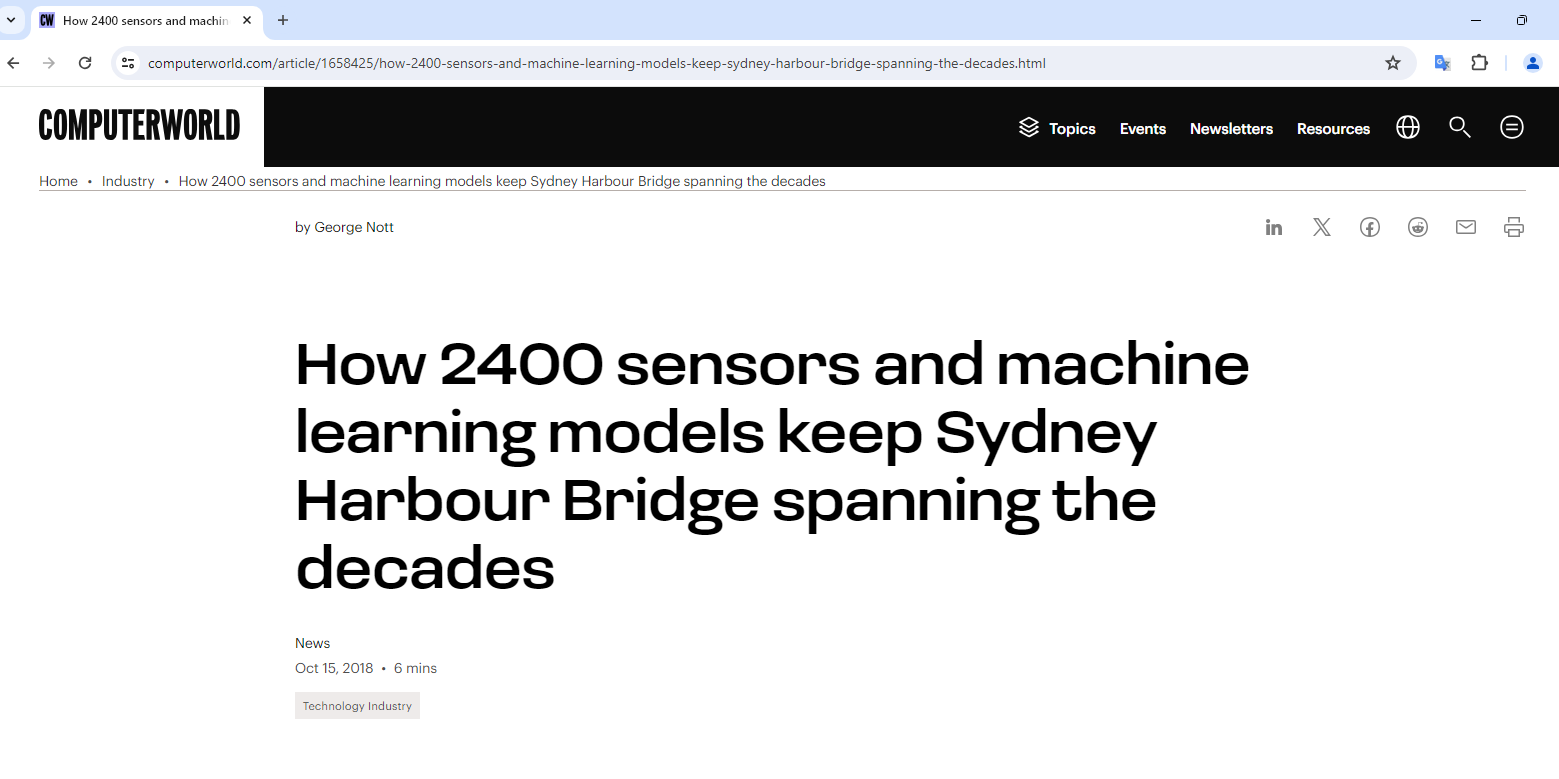 How 2400 sensors and machin
computerworld.com/article/1658425/how-2400-sensors-and-machine-learning-models-keep-sydney-harbour-bridge-spanning-the-decades.html
COMPUTERWORLD
Topics Events Newsletters Resources
Home • Industry • How 2400 sensors and machine learning models keep Sydney Harbour Bridge spanning the decades
by George Nott
How 2400 sensors and machine
learning models keep Sydney
Harbour Bridge spanning the
decades
News
Oct 15, 2018 • 6 mins
Technology Industry